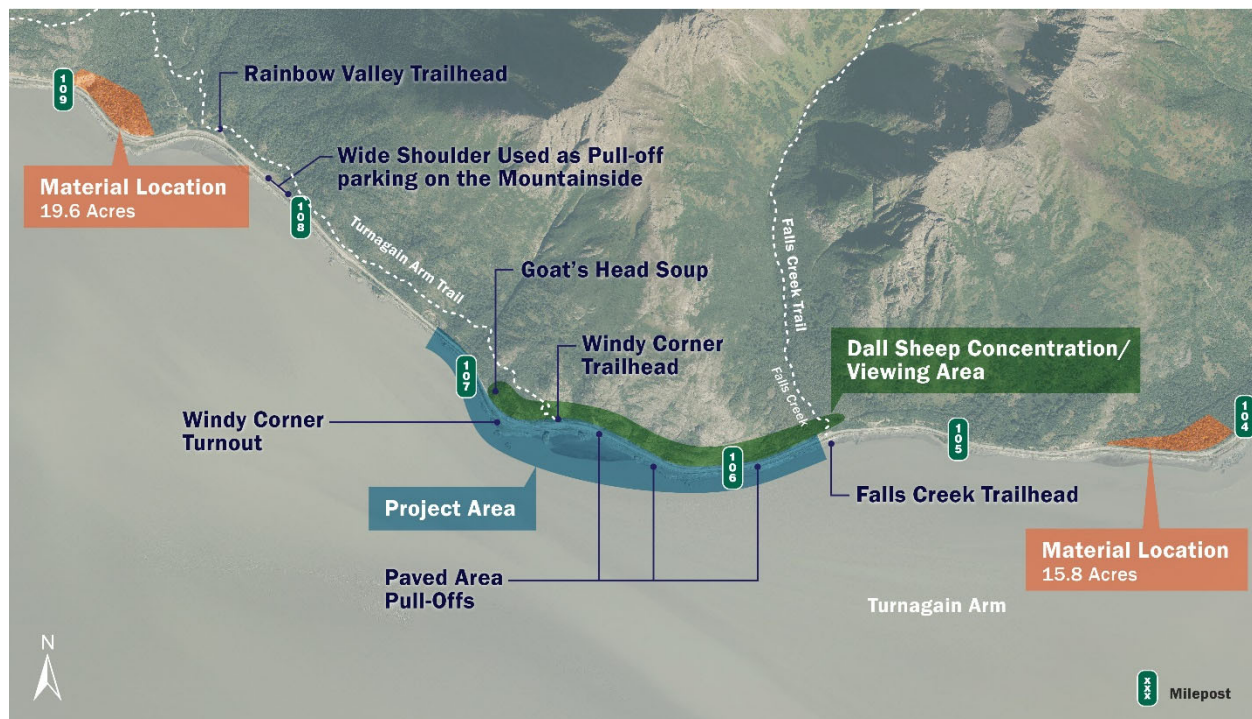 109
Rainbow Valley Trailhead
Wide Shoulder Used as Pull-off
parking on the Mountainside
Material Location
19.6 Acres
108
Turnagain Arm Trail
Goat's Head Soup
Falls Creek Trail
Windy Corner
Trailhead
Dall Sheep Concentration/
Viewing Area
107
Falls Creek
104
105
Windy Corner
Turnout
106
Project Area
Falls Creek Trailhead
Paved Area
Pull-Offs
Material Location
15.8 Acres
Turnagain Arm
N
xxx
Milepost